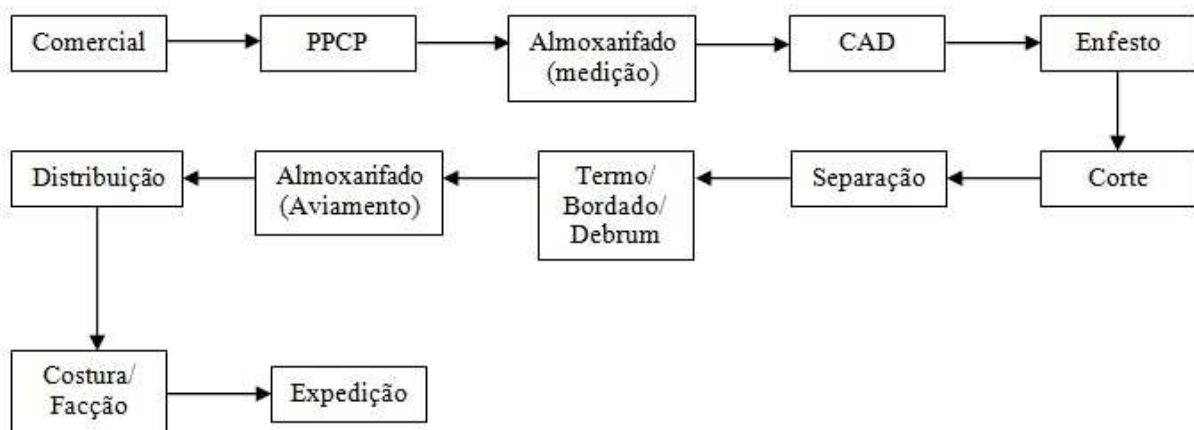 Comercial
PPCP
Almoxarifado
(medição)
CAD
Enfesto
Distribuição
Almoxarifado
(Aviamento)
Termo/
Bordado/
Debrum
Separação
Corte
Costura/
Facção
Expedição